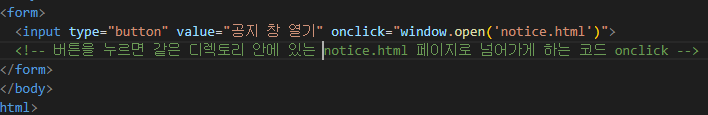 <form>
<input type="button" value="공지 창 열기" onclick="window.open('notice.html')">
<!-- 버튼을 누르면 같은 디렉토리 안에 있는 notice.html 페이지로 넘어가게 하는 코드 onclick -->
</form>
</body>
html>